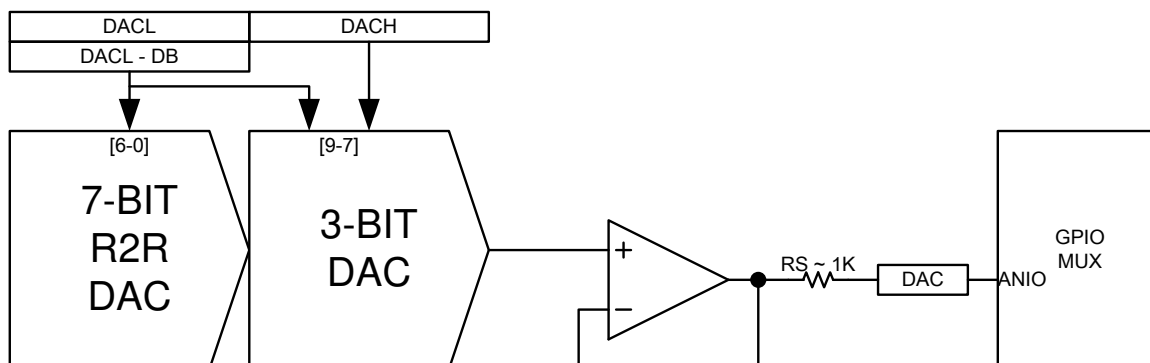 DACL DACH
DACL - DB
[6-0] [9-7]
7-BIT
R2R
DAC
3-BIT
DAC
+
−
RS ~ 1K
DAC
ANIO
GPIO
MUX